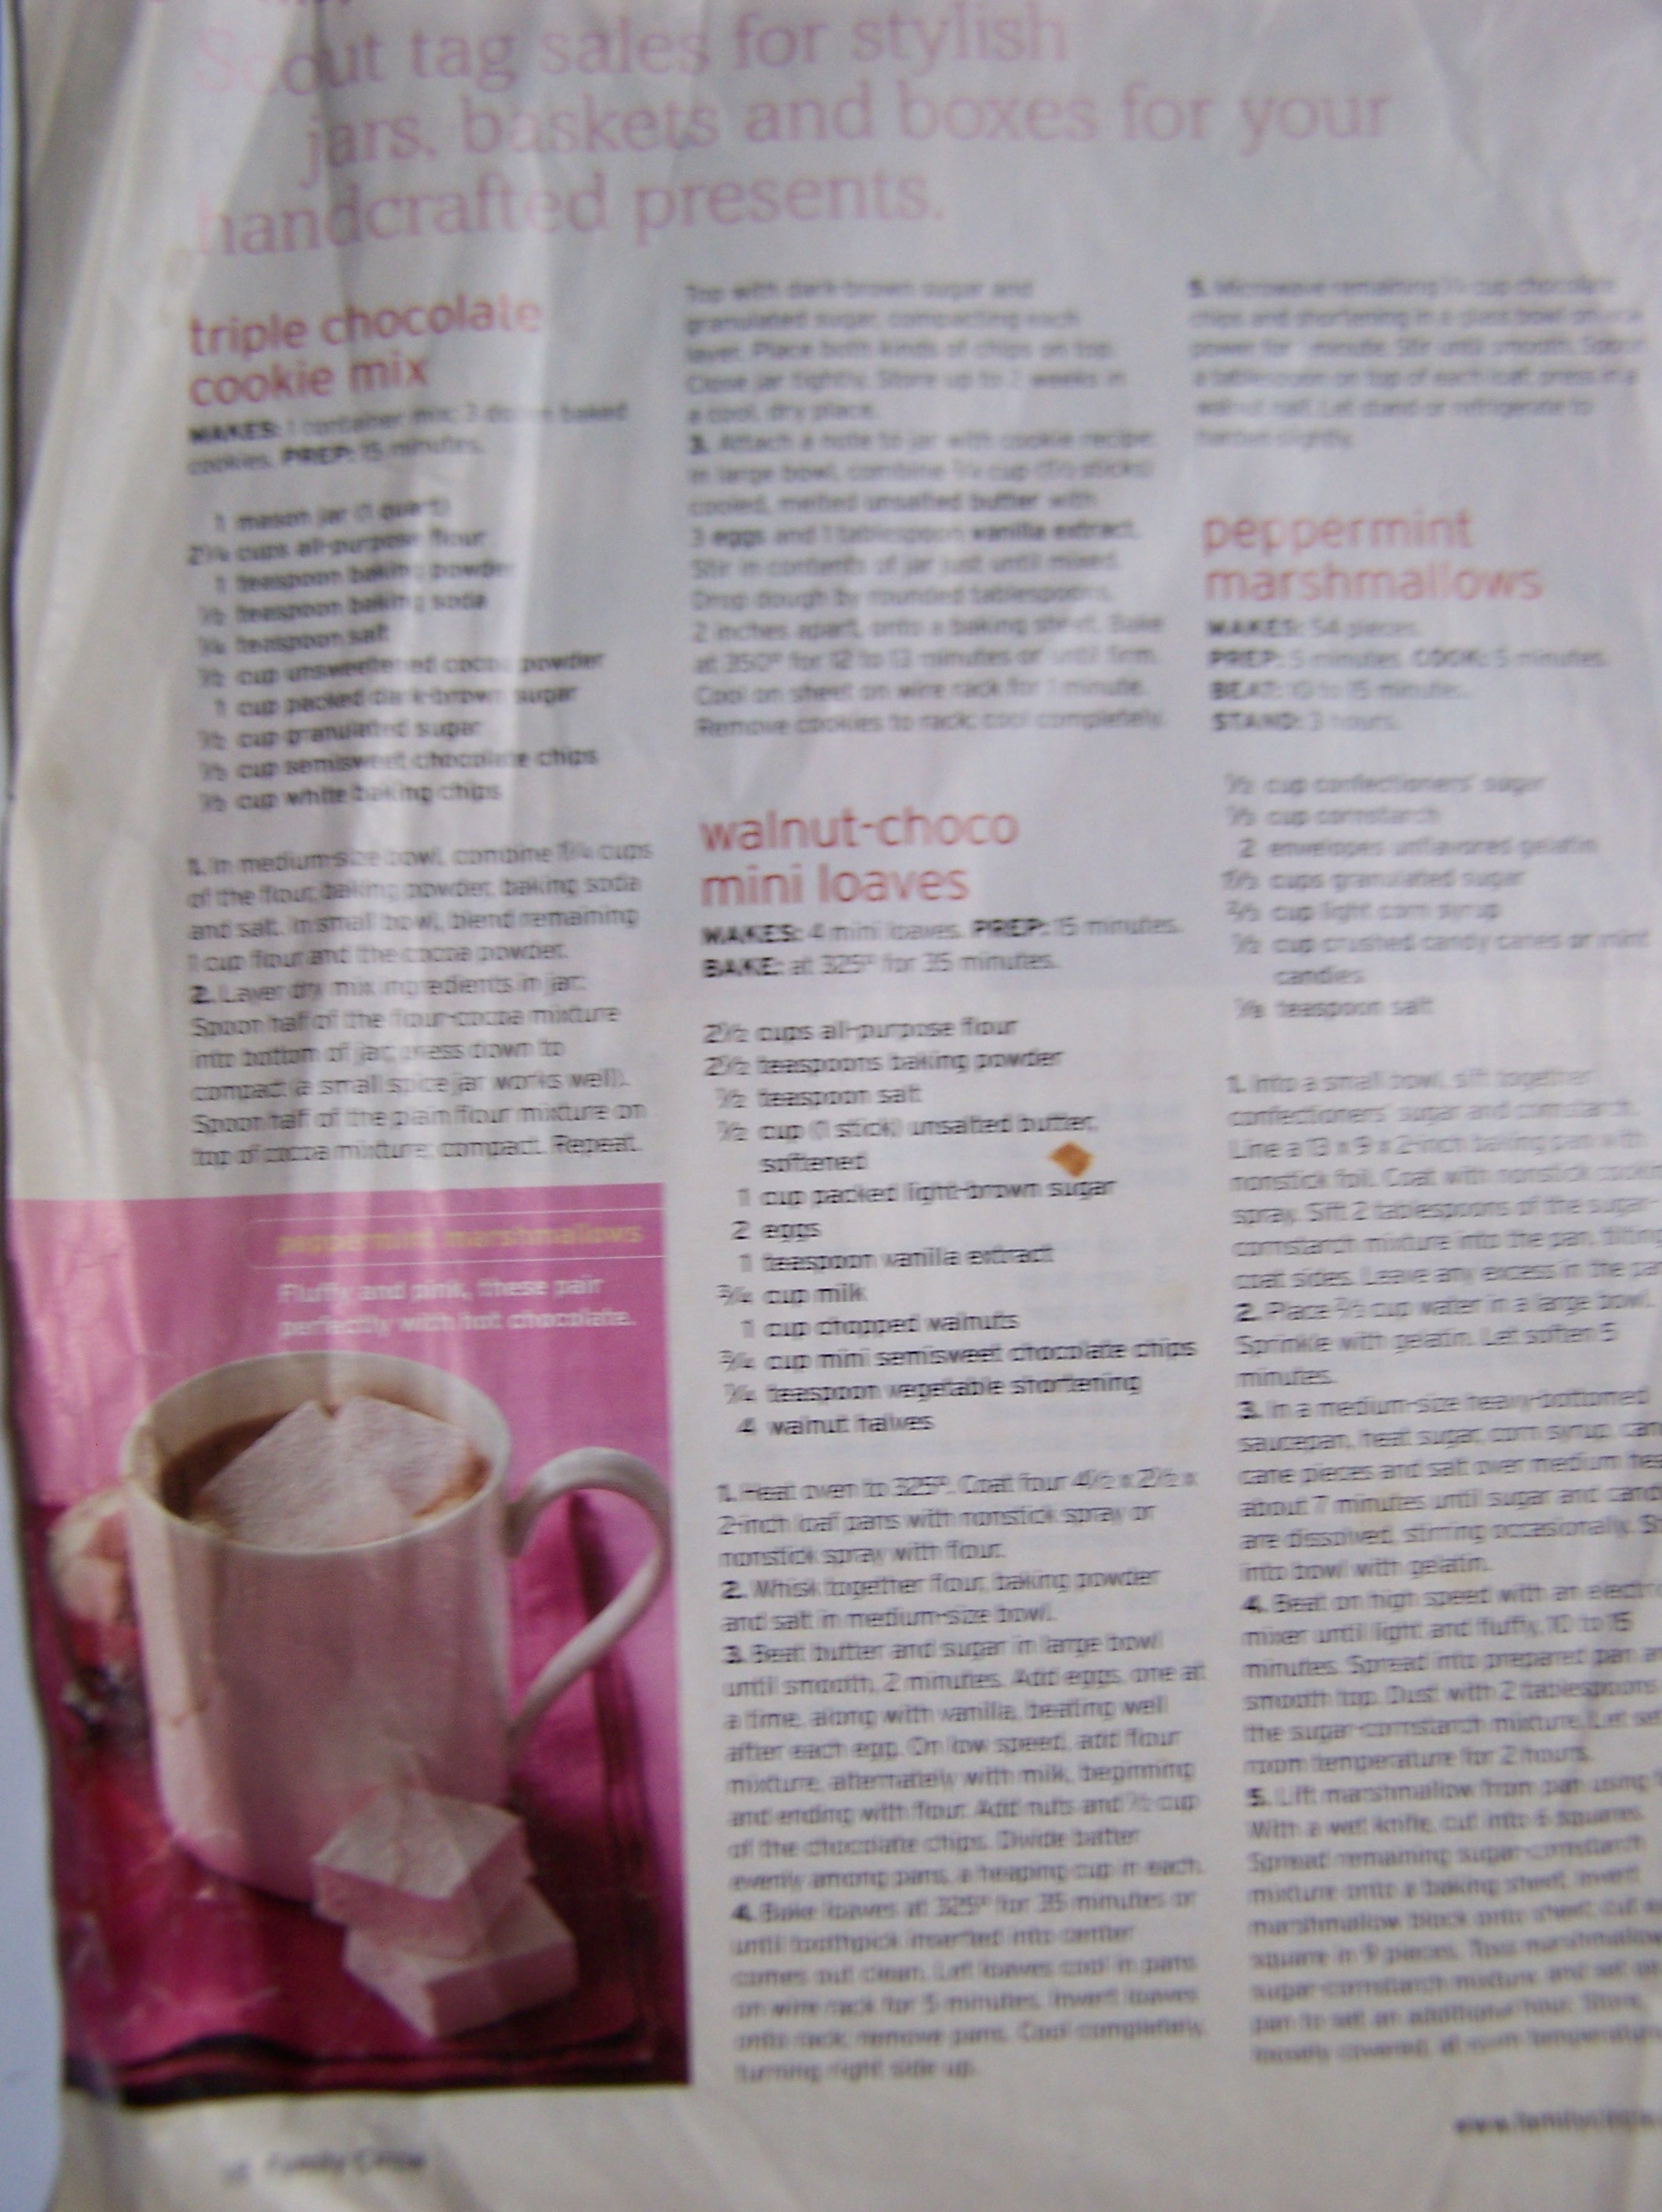 Scout tag sales for stylish
jars, baskets and boxes for your
handcrafted presents.
triple chocolate
cookie mix
MAKES: 1 container mix; 3 dozen baked
cookies. PREP: 15 minutes.
1 mason jar (1 quart)
2¼ cups all-purpose flour
1 teaspoon baking powder
½ teaspoon baking soda
¼ teaspoon salt
½ cup unsweetened cocoa powder
1 cup packed dark-brown sugar
½ cup granulated sugar
½ cup semisweet chocolate chips
½ cup white baking chips
1. In medium-size bowl, combine 1¼ cups
of the flour, baking powder, baking soda
and salt. In small bowl, blend remaining
1 cup flour and the cocoa powder.
2. Layer dry mix ingredients in jar:
Spoon half of the flour-cocoa mixture
into bottom of jar; press down to
compact (a small spice jar works well).
Spoon half of the plain flour mixture on
top of cocoa mixture; compact. Repeat.
peppermint marshmallows
Fluffy and pink, these pair
perfectly with hot chocolate.
Top with dark-brown sugar and
granulated sugar, compacting each
layer. Place both kinds of chips on top.
Close jar tightly. Store up to 2 weeks in
a cool, dry place.
3. Attach a note to jar with cookie recipe:
In large bowl, combine ¾ cup (1½ sticks)
cooled, melted unsalted butter with
3 eggs and 1 tablespoon vanilla extract.
Stir in contents of jar just until mixed.
Drop dough by rounded tablespoons,
2 inches apart, onto a baking sheet. Bake
at 350° for 12 to 13 minutes or until firm.
Cool on sheet on wire rack for 1 minute.
Remove cookies to rack; cool completely.
walnut-choco
mini loaves
MAKES: 4 mini loaves. PREP: 15 minutes.
BAKE: at 325° for 35 minutes.
2½ cups all-purpose flour
2½ teaspoons baking powder
½ teaspoon salt
½ cup (1 stick) unsalted butter,
softened
1 cup packed light-brown sugar
2 eggs
1 teaspoon vanilla extract
¾ cup milk
1 cup chopped walnuts
¾ cup mini semisweet chocolate chips
¼ teaspoon vegetable shortening
4 walnut halves
1. Heat oven to 325°. Coat four 4½ x 2½ x
2-inch loaf pans with nonstick spray or
nonstick spray with flour.
2. Whisk together flour, baking powder
and salt in medium-size bowl.
3. Beat butter and sugar in large bowl
until smooth, 2 minutes. Add eggs, one at
a time, along with vanilla, beating well
after each egg. On low speed, add flour
mixture, alternately with milk, beginning
and ending with flour. Add nuts and ½ cup
of the chocolate chips. Divide batter
evenly among pans, a heaping cup in each.
4. Bake loaves at 325° for 35 minutes or
until toothpick inserted into center
comes out clean. Let loaves cool in pans
on wire rack for 5 minutes. Invert loaves
onto rack; remove pans. Cool completely,
turning right side up.
5. Microwave remaining ¼ cup chocolate
chips and shortening in a glass bowl on
power for minute. Stir until smooth. Spoon
a tablespoon on top of each loaf; press in a
walnut half. Let stand or refrigerate to
harden slightly.
peppermint
marshmallows
MAKES: 54 pieces.
PREP: 5 minutes. COOK: 5 minutes.
BEAT: 10 to 15 minutes.
STAND: 3 hours.
½ cup confectioners' sugar
cup cornstarch
2 envelopes unflavored gelatin
cups granulated sugar
⅔ cup light corn syrup
½ cup crushed candy canes or mint
candies
⅛ teaspoon salt
1. Into a small bowl, sift together
confectioners' sugar and cornstarch.
Line a 13 x 9 x 2-inch baking pan with
nonstick foil. Coat with nonstick cooking
spray. Sift 2 tablespoons of the sugar-
cornstarch mixture into the pan, tilting
coat sides. Leave any excess in the pan
2. Place ⅔ cup water in a large bowl.
Sprinkle with gelatin. Let soften 5
minutes.
3. In a medium-size heavy-bottomed
saucepan, heat sugar, corn syrup,
cane pieces and salt over medium
about 7 minutes until sugar and
are dissolved, stirring occasionally.
into bowl with gelatin.
4. Beat on high speed with an
mixer until light and fluffy, 10 to 15
minutes. Spread into prepared pan
smooth top. Dust with 2 tablespoons
the sugar-cornstarch mixture. Let
room temperature for 2 hours.
5. Lift marshmallow from pan using
With a wet knife, cut into 6 squares.
Spread remaining sugar-cornstarch
mixture onto a baking sheet; invert
marshmallow block onto sheet; cut
square in 9 pieces. Toss
sugar-cornstarch mixture and set
pan to set an additional hour. Store,
loosely covered, at room
Family Circle
www.familycircle